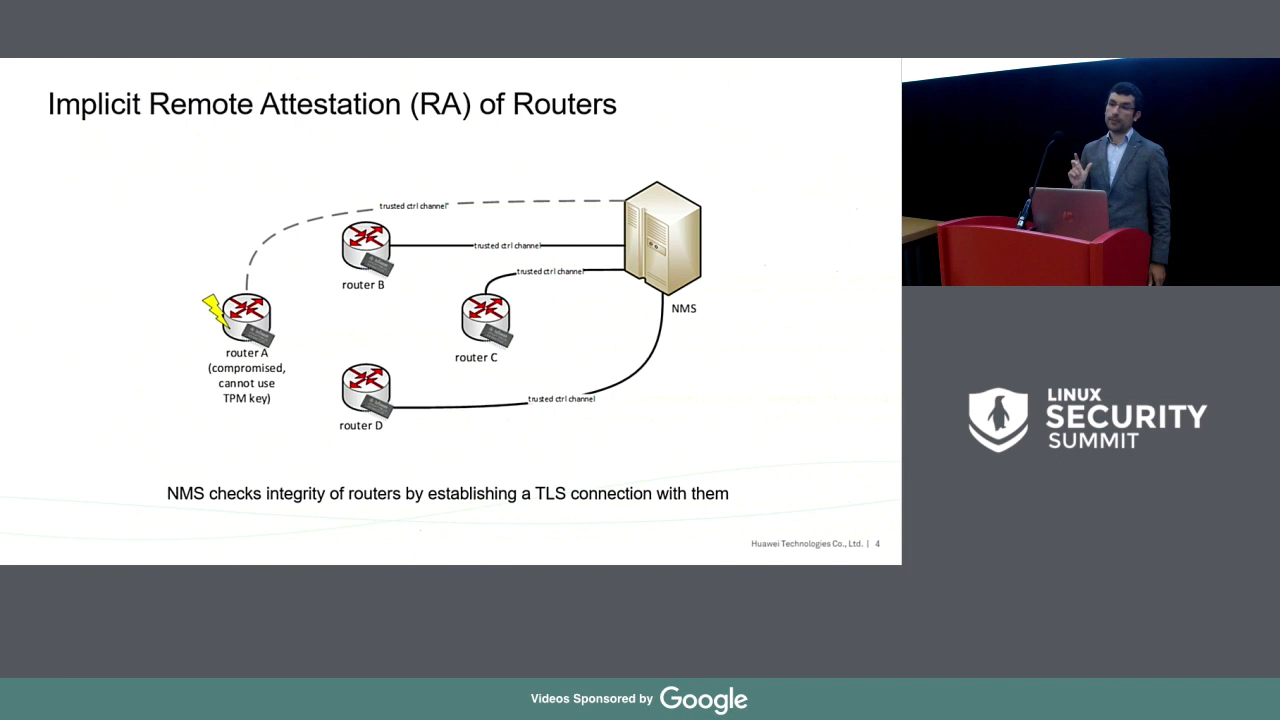 Implicit Remote Attestation (RA) of Routers
trusted ctrl channel
router B
trusted ctrl channel
trusted ctrl channel
NMS
router A
(compromised,
cannot use
TPM key)
router C
trusted ctrl channel
router D
NMS checks integrity of routers by establishing a TLS connection with them
Huawei Technologies Co., Ltd. | 4
LINUX
SECURITY
SUMMIT
Videos Sponsored by Google